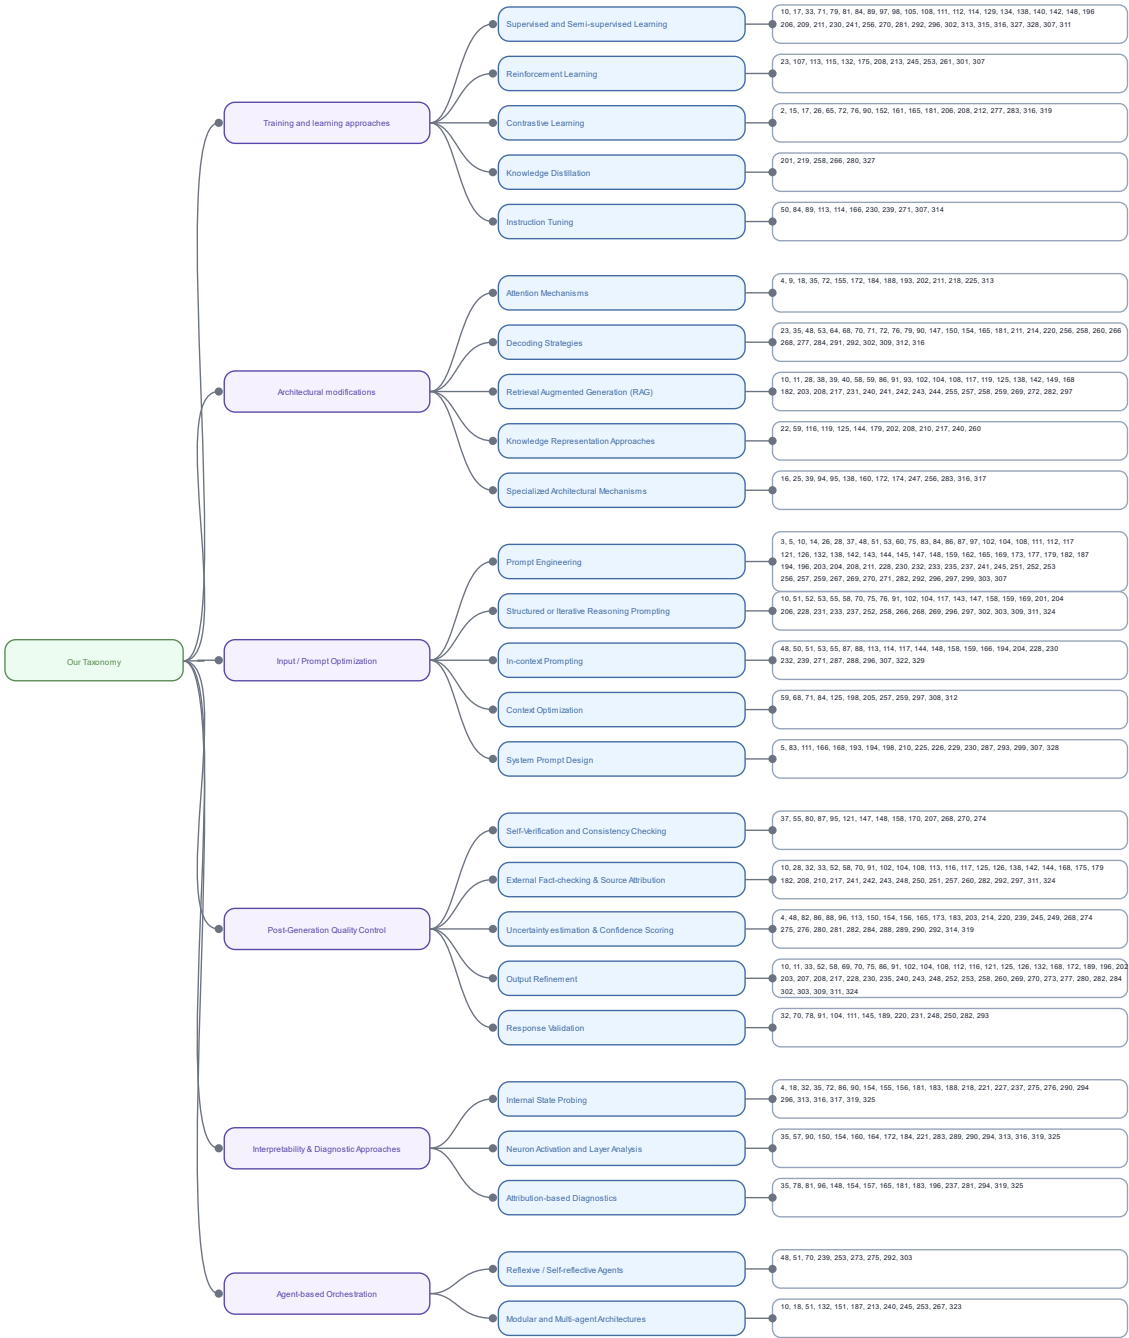 Our Taxonomy
Training and learning approaches
Supervised and Semi-supervised Learning
10, 17, 33, 71, 79, 81, 84, 89, 97, 98, 105, 108, 111, 112, 114, 129, 134, 138, 140, 142, 148, 196
206, 209, 211, 230, 241, 256, 270, 281, 292, 296, 302, 313, 315, 316, 327, 328, 307, 311
Reinforcement Learning
23, 107, 113, 115, 132, 175, 208, 213, 245, 253, 261, 301, 307
Contrastive Learning
2, 15, 17, 26, 65, 72, 76, 90, 152, 161, 165, 181, 206, 208, 212, 277, 283, 316, 319
Knowledge Distillation
201, 219, 258, 266, 280, 327
Instruction Tuning
50, 84, 89, 113, 114, 166, 230, 239, 271, 307, 314
Architectural modifications
Attention Mechanisms
4, 9, 18, 35, 72, 155, 172, 184, 188, 193, 202, 211, 218, 225, 313
Decoding Strategies
23, 35, 48, 53, 64, 68, 70, 71, 72, 76, 79, 90, 147, 150, 154, 165, 181, 211, 214, 220, 256, 258, 260, 266
268, 277, 284, 291, 292, 302, 309, 312, 316
Retrieval Augmented Generation (RAG)
10, 11, 28, 38, 39, 40, 58, 59, 86, 91, 93, 102, 104, 108, 117, 119, 125, 138, 142, 149, 168
182, 203, 208, 217, 231, 240, 241, 242, 243, 244, 255, 257, 258, 259, 269, 272, 282, 297
Knowledge Representation Approaches
22, 59, 116, 119, 125, 144, 179, 202, 208, 210, 217, 240, 260
Specialized Architectural Mechanisms
16, 25, 39, 94, 95, 138, 160, 172, 174, 247, 256, 283, 316, 317
Input / Prompt Optimization
Prompt Engineering
3, 5, 10, 14, 26, 28, 37, 48, 51, 53, 60, 75, 83, 84, 86, 87, 97, 102, 104, 108, 111, 112, 117
121, 126, 132, 138, 142, 143, 144, 145, 147, 148, 159, 162, 165, 169, 173, 177, 179, 182, 187
194, 196, 203, 204, 208, 211, 228, 230, 232, 233, 235, 237, 241, 245, 251, 252, 253
256, 257, 259, 267, 269, 270, 271, 282, 292, 296, 297, 299, 303, 307
Structured or Iterative Reasoning Prompting
10, 51, 52, 53, 55, 58, 70, 75, 76, 91, 102, 104, 117, 143, 147, 158, 159, 169, 201, 204
206, 228, 231, 233, 237, 252, 258, 266, 268, 269, 296, 297, 302, 303, 309, 311, 324
In-context Prompting
48, 50, 51, 53, 55, 87, 88, 113, 114, 117, 144, 148, 158, 159, 166, 194, 204, 228, 230
232, 239, 271, 287, 288, 296, 307, 322, 329
Context Optimization
59, 68, 71, 84, 125, 198, 205, 257, 259, 297, 308, 312
System Prompt Design
5, 83, 111, 166, 168, 193, 194, 198, 210, 225, 226, 229, 230, 287, 293, 299, 307, 328
Post-Generation Quality Control
Self-Verification and Consistency Checking
37, 55, 80, 87, 95, 121, 147, 148, 158, 170, 207, 268, 270, 274
External Fact-checking & Source Attribution
10, 28, 32, 33, 52, 58, 70, 91, 102, 104, 108, 113, 116, 117, 125, 126, 138, 142, 144, 168, 175, 179
182, 208, 210, 217, 241, 242, 243, 248, 250, 251, 257, 260, 282, 292, 297, 311, 324
Uncertainty estimation & Confidence Scoring
4, 48, 82, 86, 88, 96, 113, 150, 154, 156, 165, 173, 183, 203, 214, 220, 239, 245, 249, 268, 274
275, 276, 280, 281, 282, 284, 288, 289, 290, 292, 314, 319
Output Refinement
10, 11, 33, 52, 58, 69, 70, 75, 86, 91, 102, 104, 108, 112, 116, 121, 125, 126, 132, 168, 172, 189, 196, 202
203, 207, 208, 217, 228, 230, 235, 240, 243, 248, 252, 253, 258, 260, 269, 270, 273, 277, 280, 282, 284
302, 303, 309, 311, 324
Response Validation
32, 70, 78, 91, 104, 111, 145, 189, 220, 231, 248, 250, 282, 293
Interpretability & Diagnostic Approaches
Internal State Probing
4, 18, 32, 35, 72, 86, 90, 154, 155, 156, 181, 183, 188, 218, 221, 227, 237, 275, 276, 290, 294
296, 313, 316, 317, 319, 325
Neuron Activation and Layer Analysis
35, 57, 90, 150, 154, 160, 164, 172, 184, 221, 283, 289, 290, 294, 313, 316, 319, 325
Attribution-based Diagnostics
35, 78, 81, 96, 148, 154, 157, 165, 181, 183, 196, 237, 281, 294, 319, 325
Agent-based Orchestration
Reflexive / Self-reflective Agents
48, 51, 70, 239, 253, 273, 275, 292, 303
Modular and Multi-agent Architectures
10, 18, 51, 132, 151, 187, 213, 240, 245, 253, 267, 323